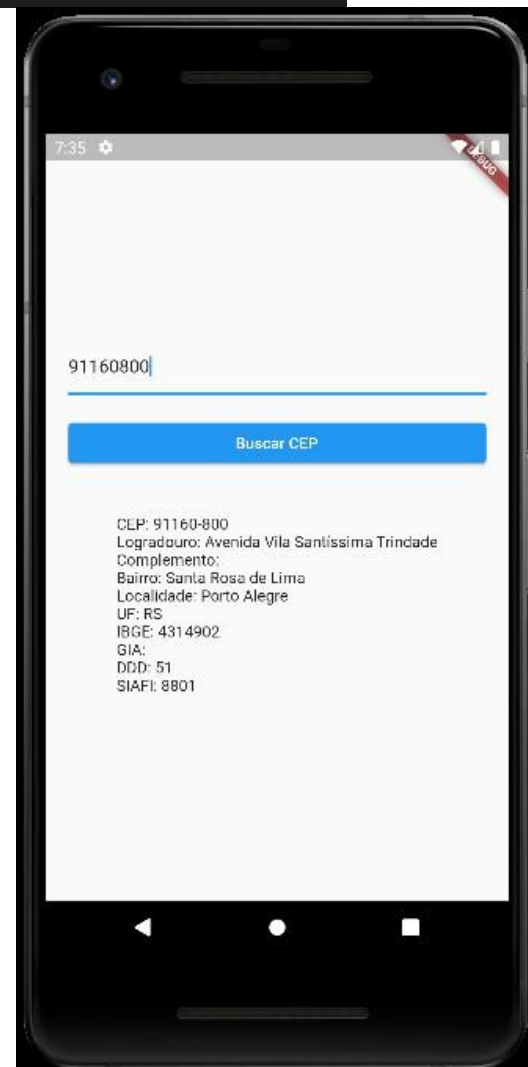 7:35
DEBUG
91160800
Buscar CEP
CEP: 91160-800
Logradouro: Avenida Vila Santíssima Trindade
Complemento:
Bairro: Santa Rosa de Lima
Localidade: Porto Alegre
UF: RS
IBGE: 4314902
GIA:
DDD: 51
SIAFI: 8801